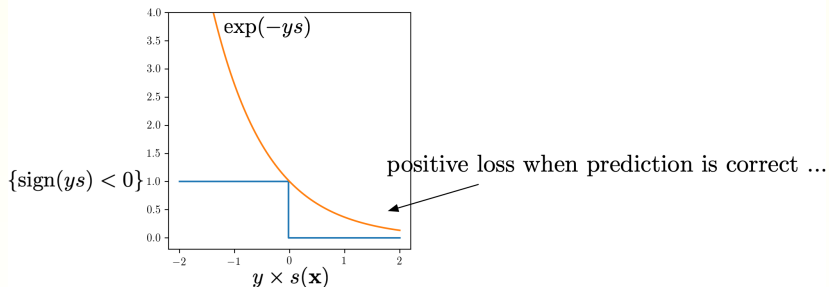 4.0
exp(−ys)
3.5
3.0
2.5
2.0
1.5
positive loss when prediction is correct ...
{sign(ys) < 0}
1.0
0.5
0.0
−2 −1 0 1 2
y × s(x)